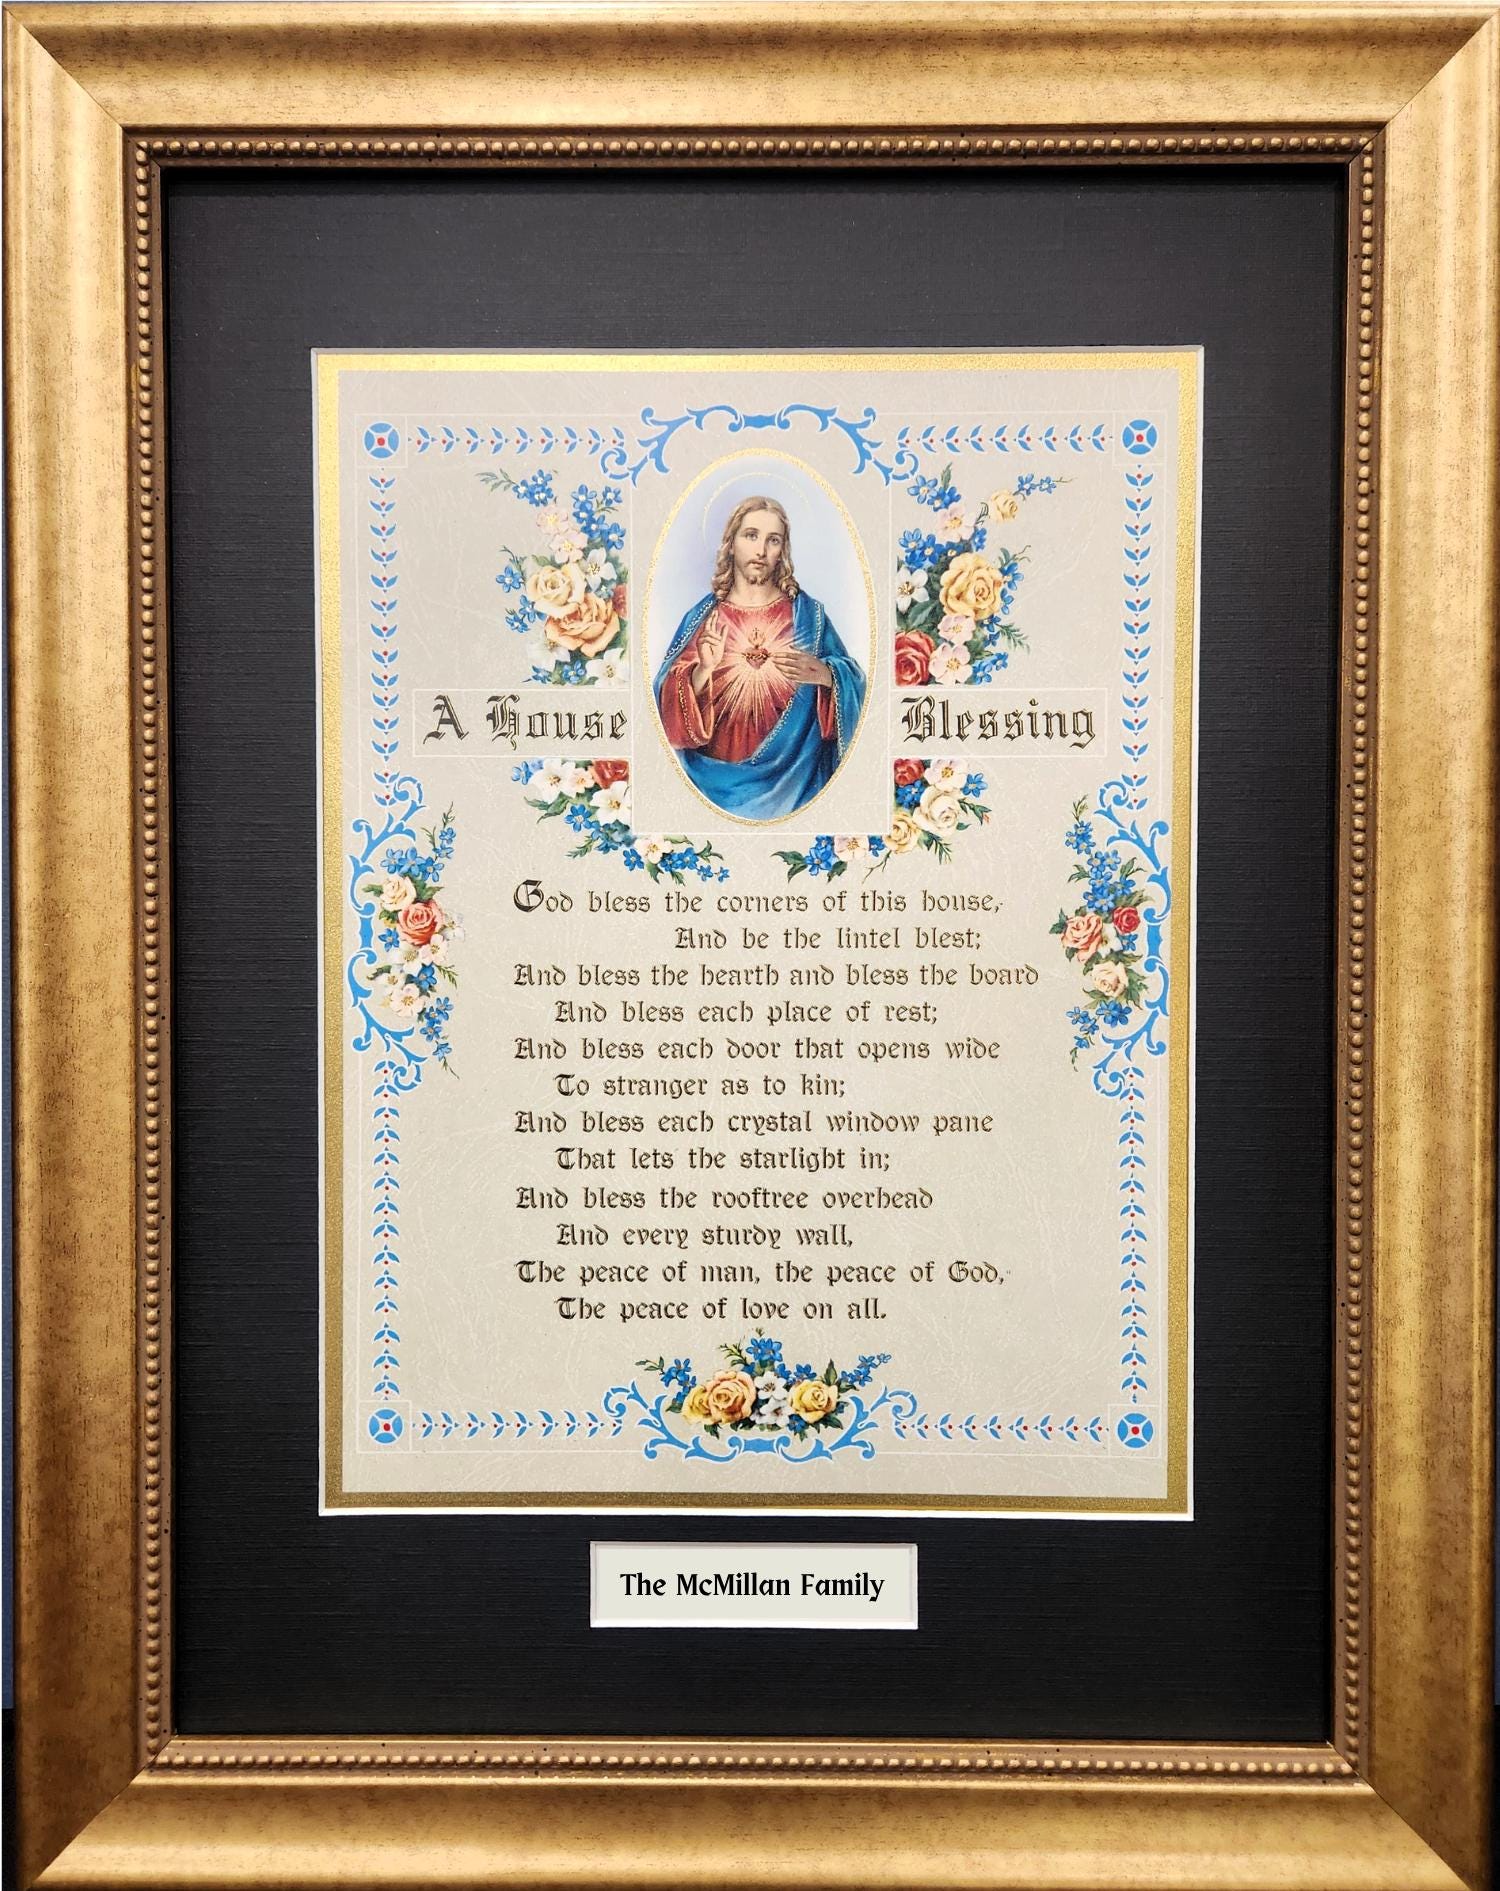 A House Blessing
God bless the corners of this house,
And be the lintel blest;
And bless the hearth and bless the board
And bless each place of rest;
And bless each door that opens wide
To stranger as to kin;
And bless each crystal window pane
That lets the starlight in;
And bless the rooftree overhead
And every sturdy wall,
The peace of man, the peace of God,
The peace of love on all.
The McMillan Family